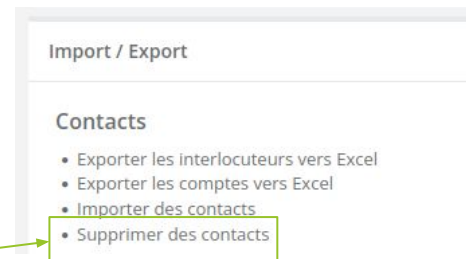 Import / Export
Contacts
• Exporter les interlocuteurs vers Excel
• Exporter les comptes vers Excel
• Importer des contacts
• Supprimer des contacts